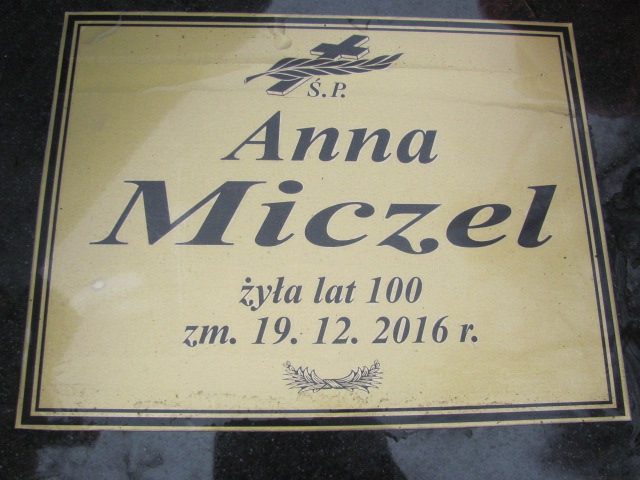 Ś.P.
Anna
Miczel
żyła lat 100
zm. 19. 12. 2016 r.